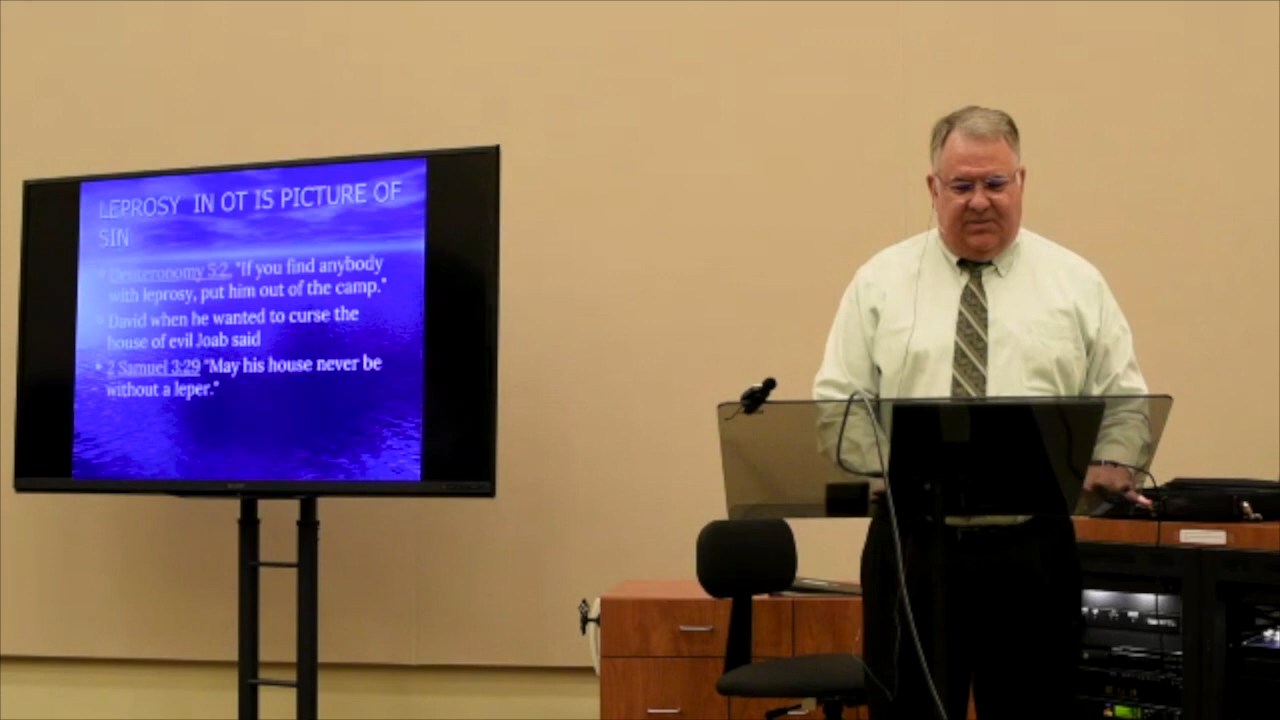 LEPROSY IN OT IS PICTURE OF
SIN
• Deuteronomy 5:2, "If you find anybody
with leprosy, put him out of the camp."
• David when he wanted to curse the
house of evil Joab said
• 2 Samuel 3:29 "May his house never be
without a leper."